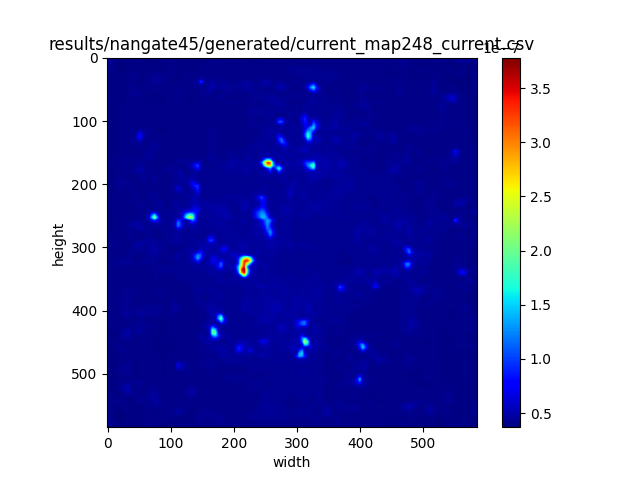 results/nangate45/generated/current_map248_current.csv
1e−7
0
100
200
300
400
500
height
0 100 200 300 400 500
width
3.5
3.0
2.5
2.0
1.5
1.0
0.5